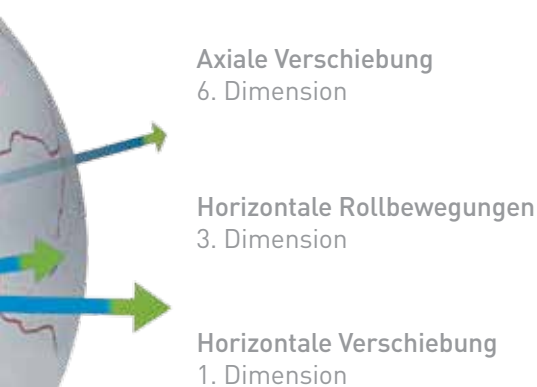 Axiale Verschiebung
6. Dimension
Horizontale Rollbewegungen
3. Dimension
Horizontale Verschiebung
1. Dimension